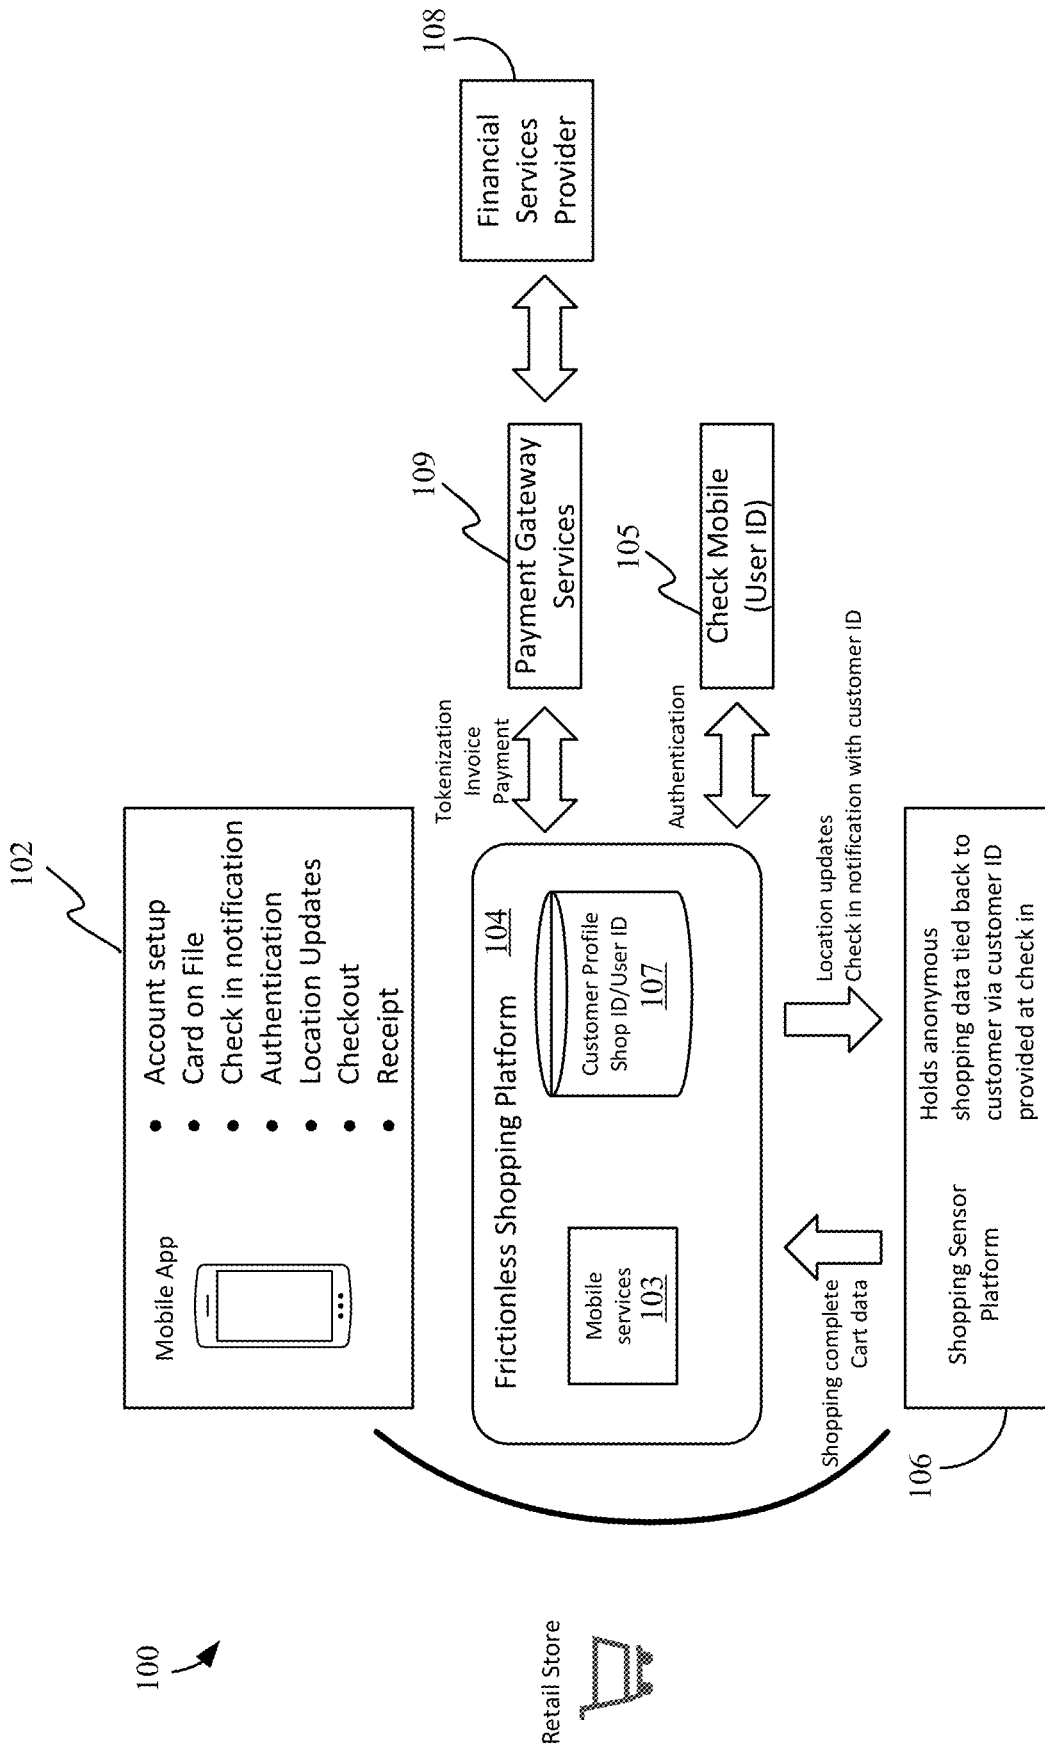 100
Retail Store
102
Mobile App
• Account setup
• Card on File
• Check in notification
• Authentication
• Location Updates
• Checkout
• Receipt
Frictionless Shopping Platform
104
Mobile
services
103
Customer Profile
Shop ID/User ID
107
Tokenization
Invoice
Payment
109
Payment Gateway
Services
108
Financial
Services
Provider
Authentication
105
Check Mobile
(User ID)
Shopping complete
Cart data
Location updates
Check in notification with customer ID
106
Shopping Sensor
Platform
Holds anonymous
shopping data tied back to
customer via customer ID
provided at check in